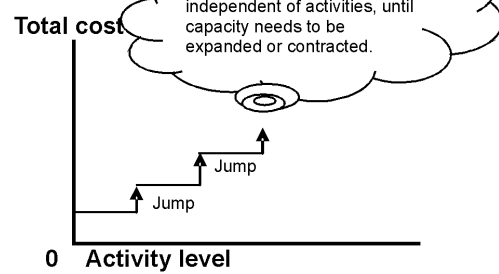 independent of activities, until
Total cost
capacity needs to be
expanded or contracted.
Jump
Jump
0 Activity level